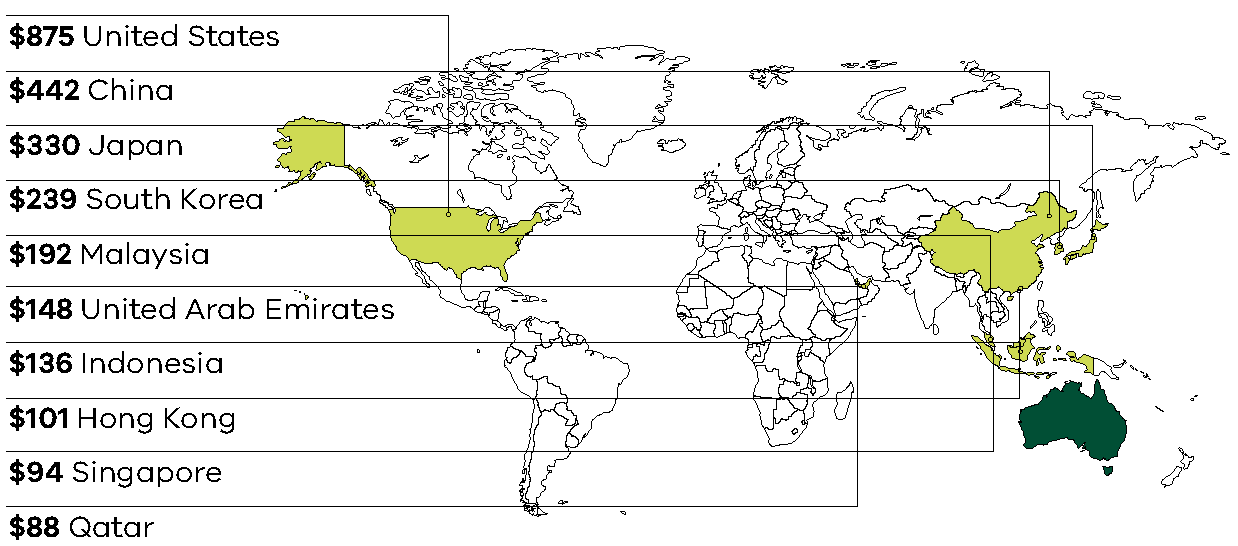 $875 United States
$442 China
$330 Japan
$239 South Korea
$192 Malaysia
$148 United Arab Emirates
$136 Indonesia
$101 Hong Kong
$94 Singapore
$88 Qatar